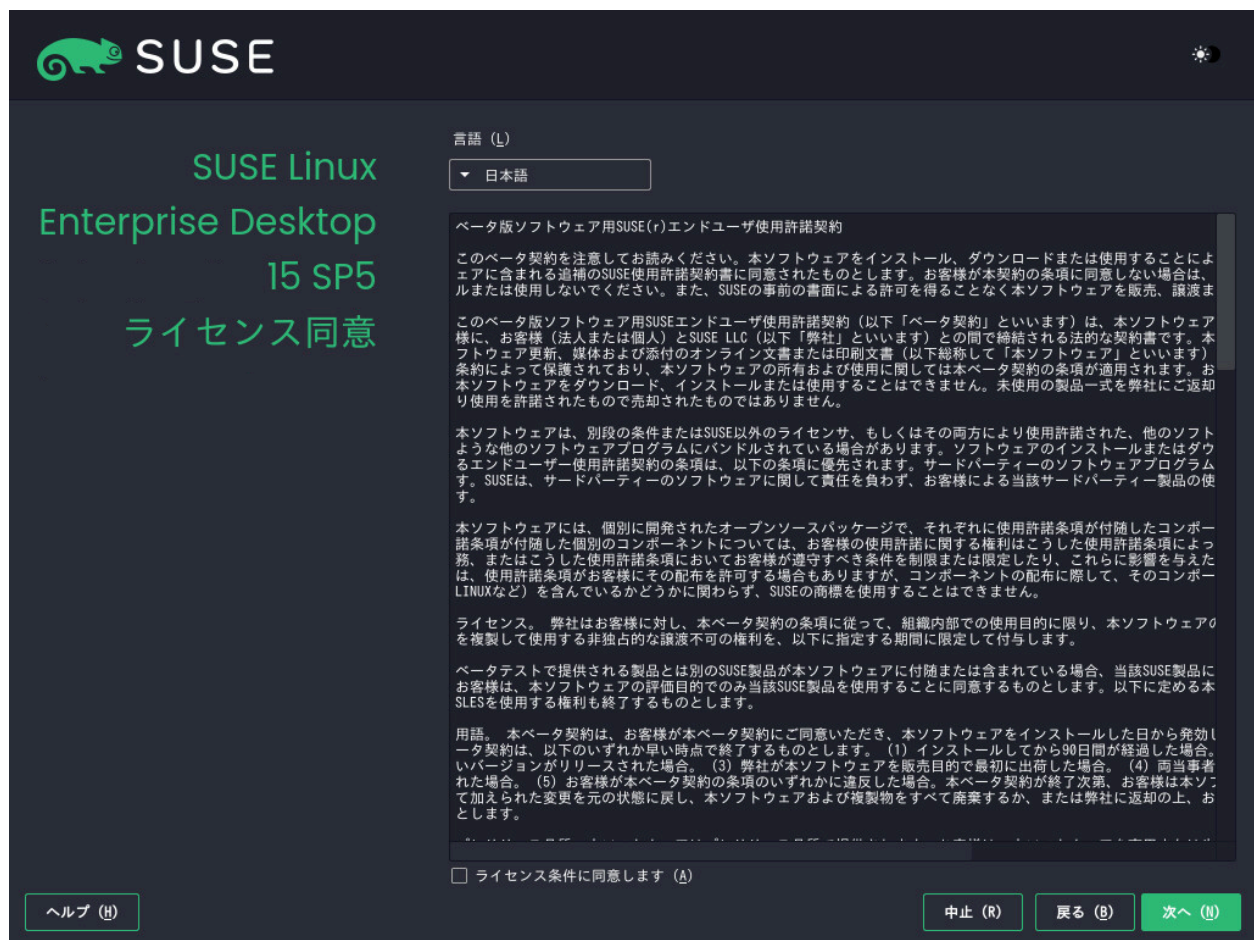 SUSE
SUSE Linux
Enterprise Desktop
15 SP5
ライセンス同意
言語 (L)
日本語
ベータ版ソフトウェア用SUSE(r)エンドユーザ使用許諾契約
このベータ契約を注意してお読みください。本ソフトウェアをインストール、ダウンロードまたは使用することによ
ェアに含まれる追補のSUSE使用許諾契約書に同意されたものとします。お客様が本契約の条項に同意しない場合は、
ルまたは使用しないでください。また、SUSEの事前の書面による許可を得ることなく本ソフトウェアを販売、譲渡ま
このベータ版ソフトウェア用SUSEエンドユーザ使用許諾契約（以下「ベータ契約」といいます）は、本ソフトウェア
様に、お客様（法人または個人）とSUSE LLC（以下「弊社」といいます）との間で締結される法的な契約書です。本
フトウェア更新、媒体および添付のオンライン文書または印刷文書（以下総称して「本ソフトウェア」といいます）
条約によって保護されており、本ソフトウェアの所有および使用に関しては本ベータ契約の条項が適用されます。お
本ソフトウェアをダウンロード、インストールまたは使用することはできません。未使用の製品一式を弊社にご返却
り使用を許諾されたもので売却されたものではありません。
本ソフトウェアは、別段の条件またはSUSE以外のライセンサ、もしくはその両方により使用許諾された、他のソフト
ような他のソフトウェアプログラムにバンドルされている場合があります。ソフトウェアのインストールまたはダウ
るエンドユーザー使用許諾契約の条項は、以下の条項に優先されます。サードパーティーのソフトウェアプログラム
す。SUSEは、サードパーティーのソフトウェアに関して責任を負わず、お客様による当該サードパーティー製品の使
す。
本ソフトウェアには、個別に開発されたオープンソースパッケージで、それぞれに使用許諾条項が付随したコンポー
諾条項が付随した個別のコンポーネントについては、お客様の使用許諾に関する権利はこうした使用許諾条項によっ
務、またはこうした使用許諾条項においてお客様が遵守すべき条件を制限または限定したり、これらに影響を与えた
は、使用許諾条項がお客様にその配布を許可する場合もありますが、コンポーネントの配布に際して、そのコンポー
LINUXなど）を含んでいるかどうかに関わらず、SUSEの商標を使用することはできません。
ライセンス。 弊社はお客様に対し、本ベータ契約の条項に従って、組織内部での使用目的に限り、本ソフトウェアの
を複製して使用する非独占的な譲渡不可の権利を、以下に指定する期間に限定して付与します。
ベータテストで提供される製品とは別のSUSE製品が本ソフトウェアに付随または含まれている場合、当該SUSE製品に
お客様は、本ソフトウェアの評価目的でのみ当該SUSE製品を使用することに同意するものとします。以下に定める本
SLESを使用する権利も終了するものとします。
用語。 本ベータ契約は、お客様が本ベータ契約にご同意いただき、本ソフトウェアをインストールした日から発効し
ータ契約は、以下のいずれか早い時点で終了するものとします。（1）インストールしてから90日間が経過した場合。
いバージョンがリリースされた場合。（3）弊社が本ソフトウェアを販売目的で最初に出荷した場合。（4）両当事者
れた場合。（5）お客様が本ベータ契約の条項のいずれかに違反した場合。本ベータ契約が終了次第、お客様は本ソフ
て加えられた変更を元の状態に戻し、本ソフトウェアおよび複製物をすべて廃棄するか、または弊社に返却の上、お
とします。
ライセンス条件に同意します (A)
ヘルプ (H)
中止 (R)
戻る (B)
次へ (N)